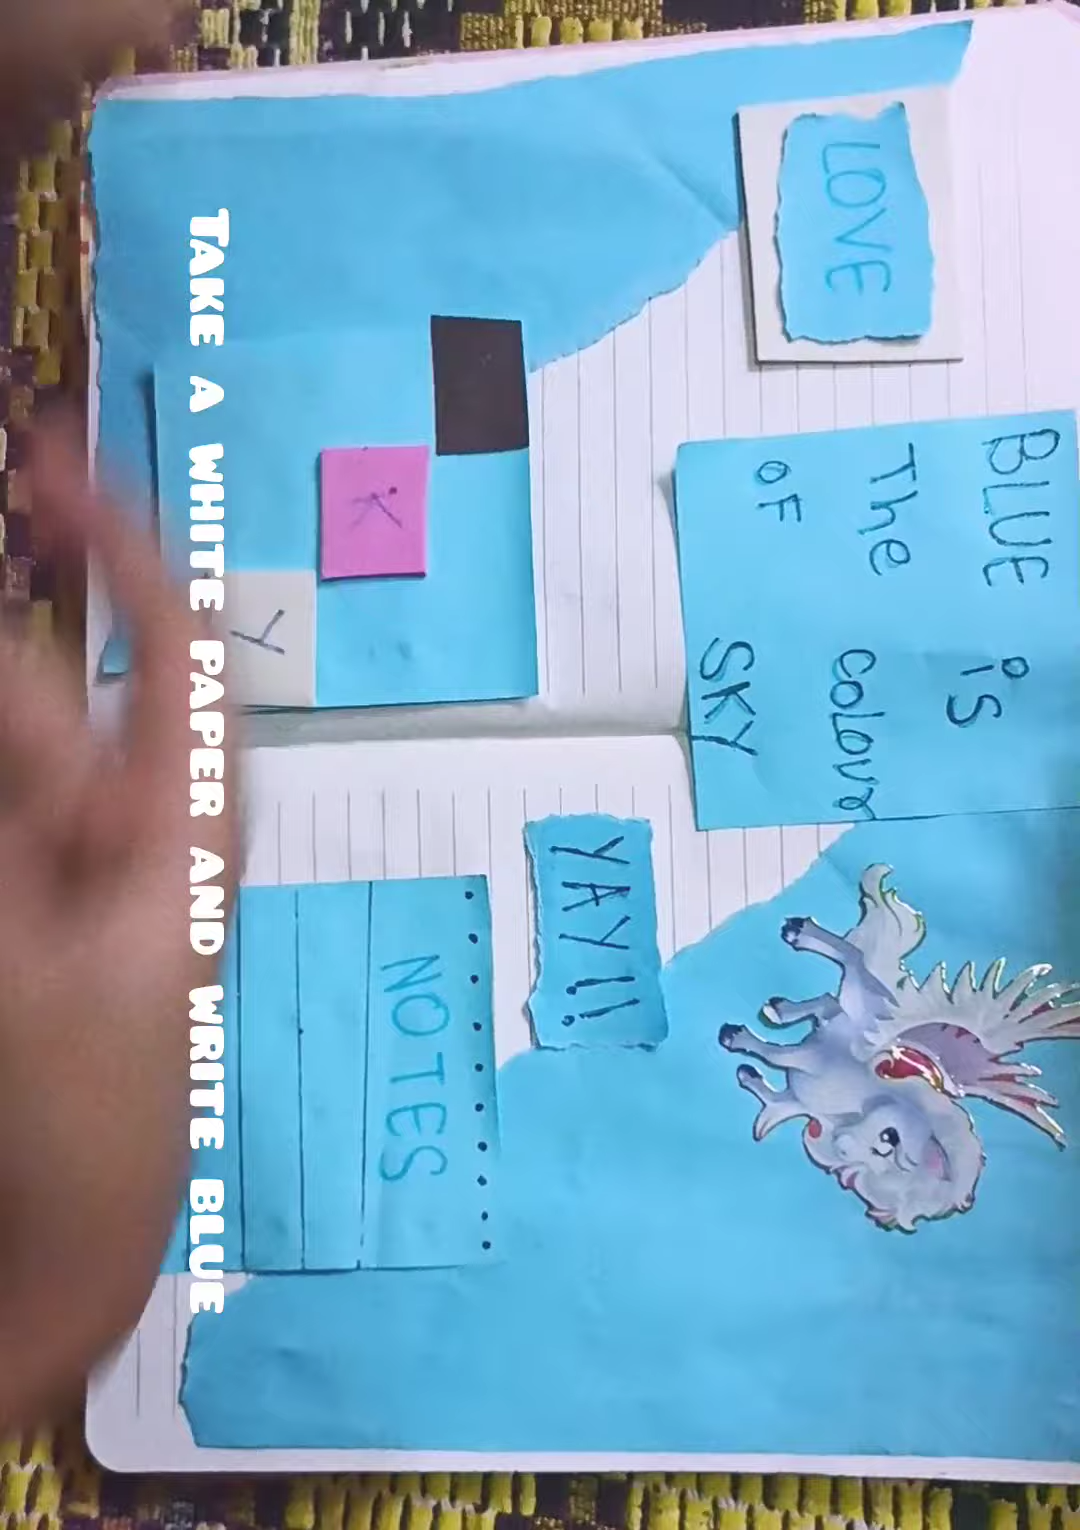 LOVE
BLUE iS
The colour
OF SKY
YAY!!
NOTES
K
Y
TAKE A WHITE PAPER AND WRITE BLUE